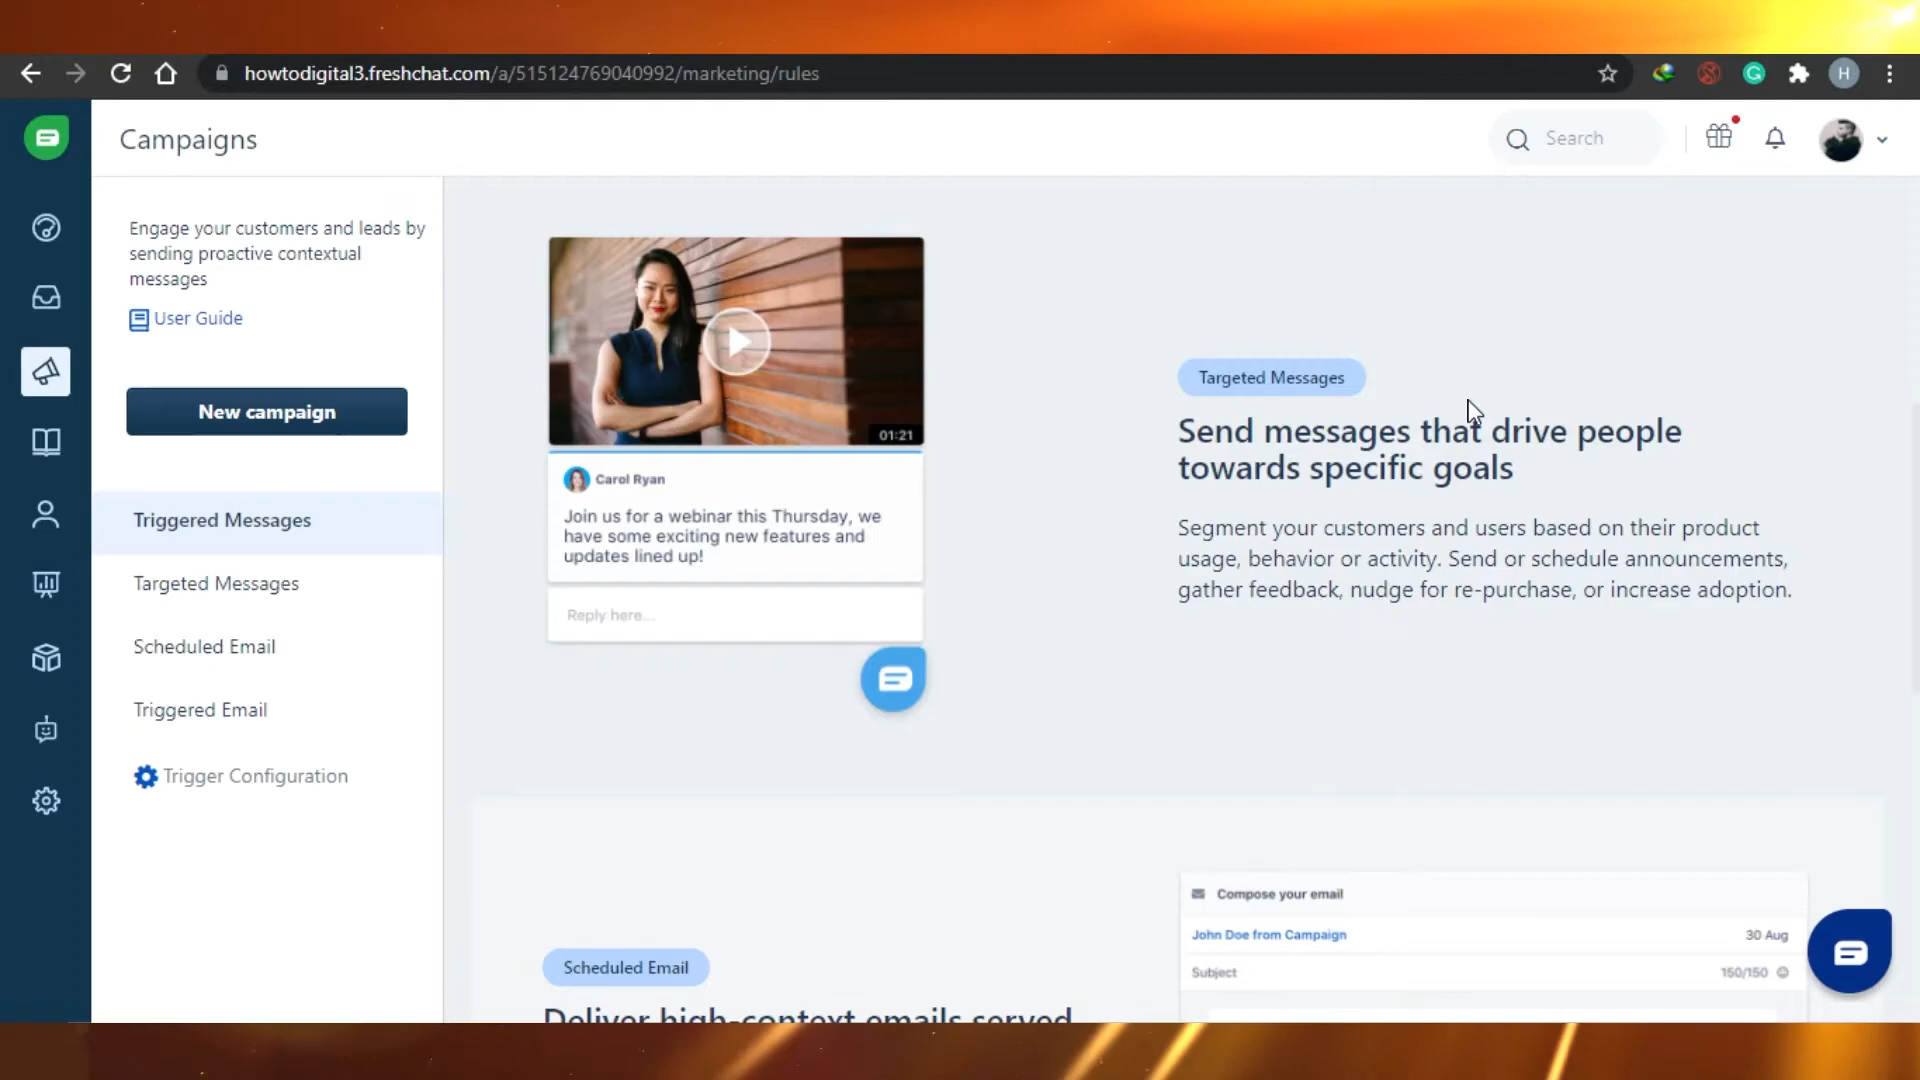 howtodigital3.freshchat.com/a/515124769040992/marketing/rules
H
Campaigns
Search
Engage your customers and leads by
sending proactive contextual
messages
User Guide
New campaign
Triggered Messages
Targeted Messages
Scheduled Email
Triggered Email
Trigger Configuration
01:21
Carol Ryan
Join us for a webinar this Thursday, we
have some exciting new features and
updates lined up!
Reply here...
Targeted Messages
Send messages that drive people
towards specific goals
Segment your customers and users based on their product
usage, behavior or activity. Send or schedule announcements,
gather feedback, nudge for re-purchase, or increase adoption.
Scheduled Email
Deliver high-context emails served
Compose your email
John Doe from Campaign
30 Aug
Subject
150/150